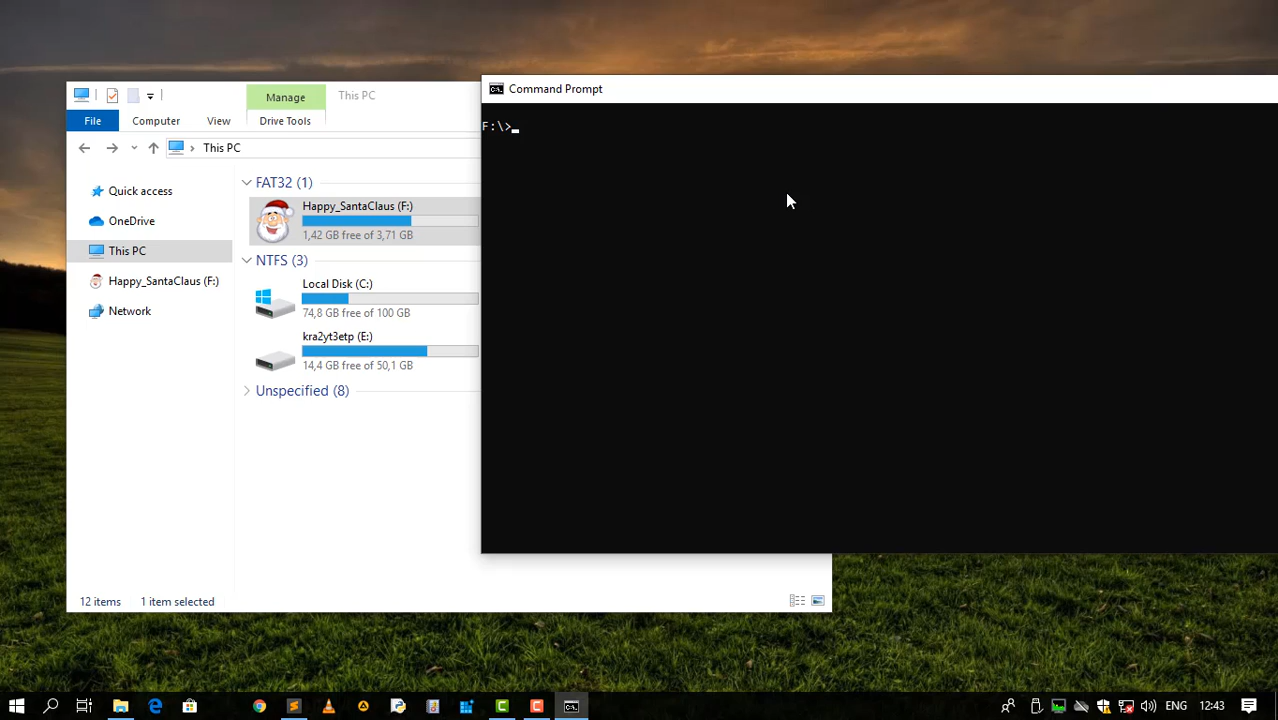 Manage
This PC
File
Computer
View
Drive Tools
This PC
Quick access
OneDrive
This PC
Happy_SantaClaus (F:)
Network
FAT32 (1)
Happy_SantaClaus (F:)
1,42 GB free of 3,71 GB
NTFS (3)
Local Disk (C:)
74,8 GB free of 100 GB
kra2yt3etp (E:)
14,4 GB free of 50,1 GB
Unspecified (8)
12 items
1 item selected
Command Prompt
F:\>
ENG
12:43